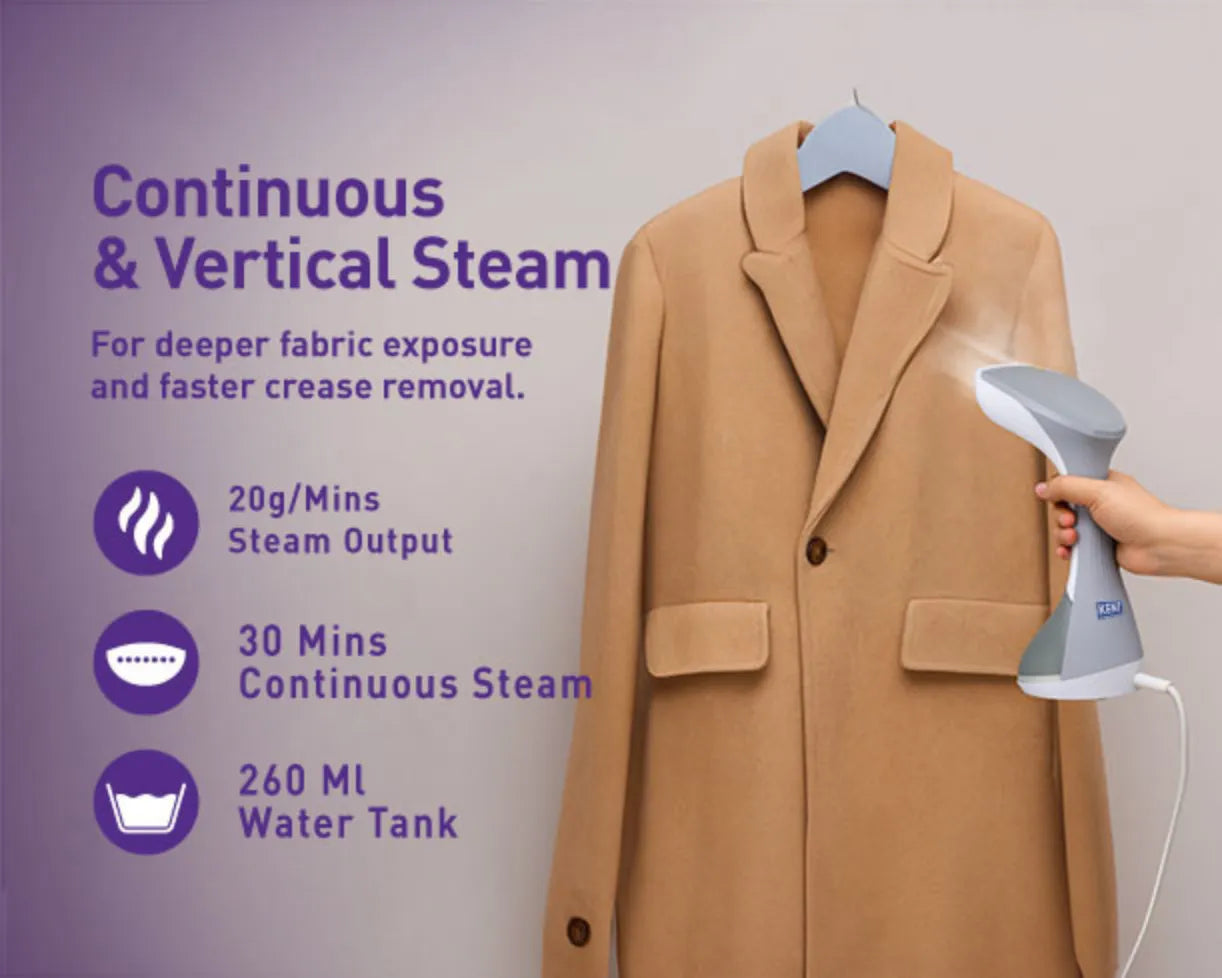 Continuous
& Vertical Steam
For deeper fabric exposure
and faster crease removal.
20g/Mins
Steam Output
30 Mins
Continuous Steam
260 Ml
Water Tank
KENT